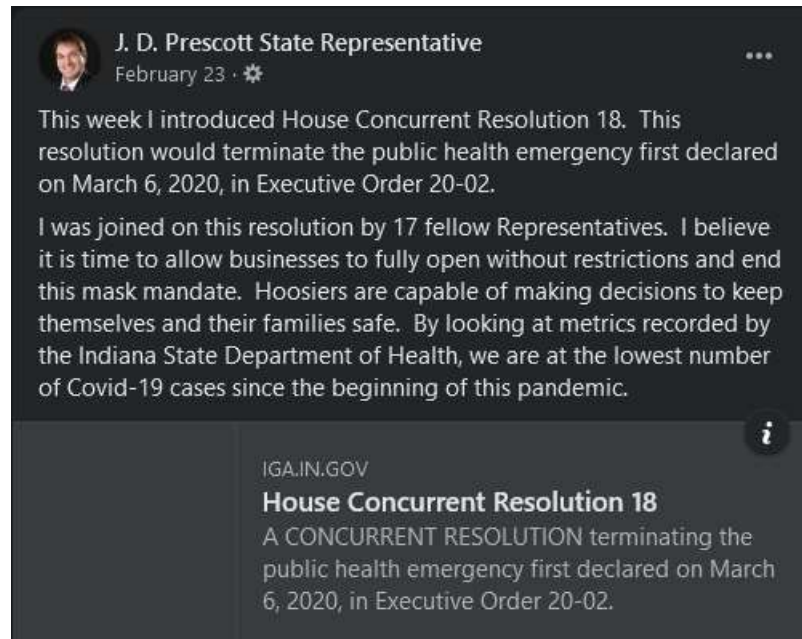 J. D. Prescott State Representative
February 23 ·
This week I introduced House Concurrent Resolution 18. This
resolution would terminate the public health emergency first declared
on March 6, 2020, in Executive Order 20-02.
I was joined on this resolution by 17 fellow Representatives. I believe
it is time to allow businesses to fully open without restrictions and end
this mask mandate. Hoosiers are capable of making decisions to keep
themselves and their families safe. By looking at metrics recorded by
the Indiana State Department of Health, we are at the lowest number
of Covid-19 cases since the beginning of this pandemic.
IGA.IN.GOV
House Concurrent Resolution 18
A CONCURRENT RESOLUTION terminating the
public health emergency first declared on March
6, 2020, in Executive Order 20-02.